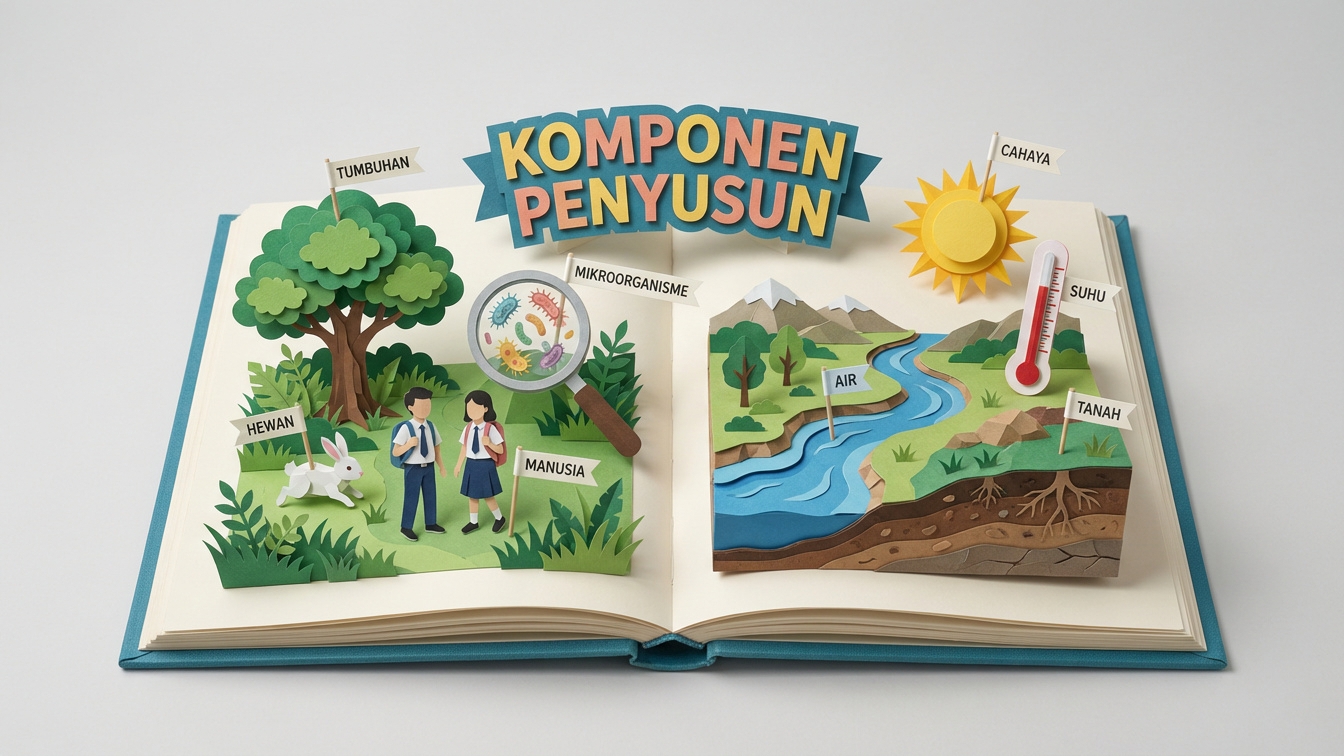 KOMPONEN
PENYUSUN
TUMBUHAN
MIKROORGANISME
HEWAN
MANUSIA
CAHAYA
SUHU
AIR
TANAH